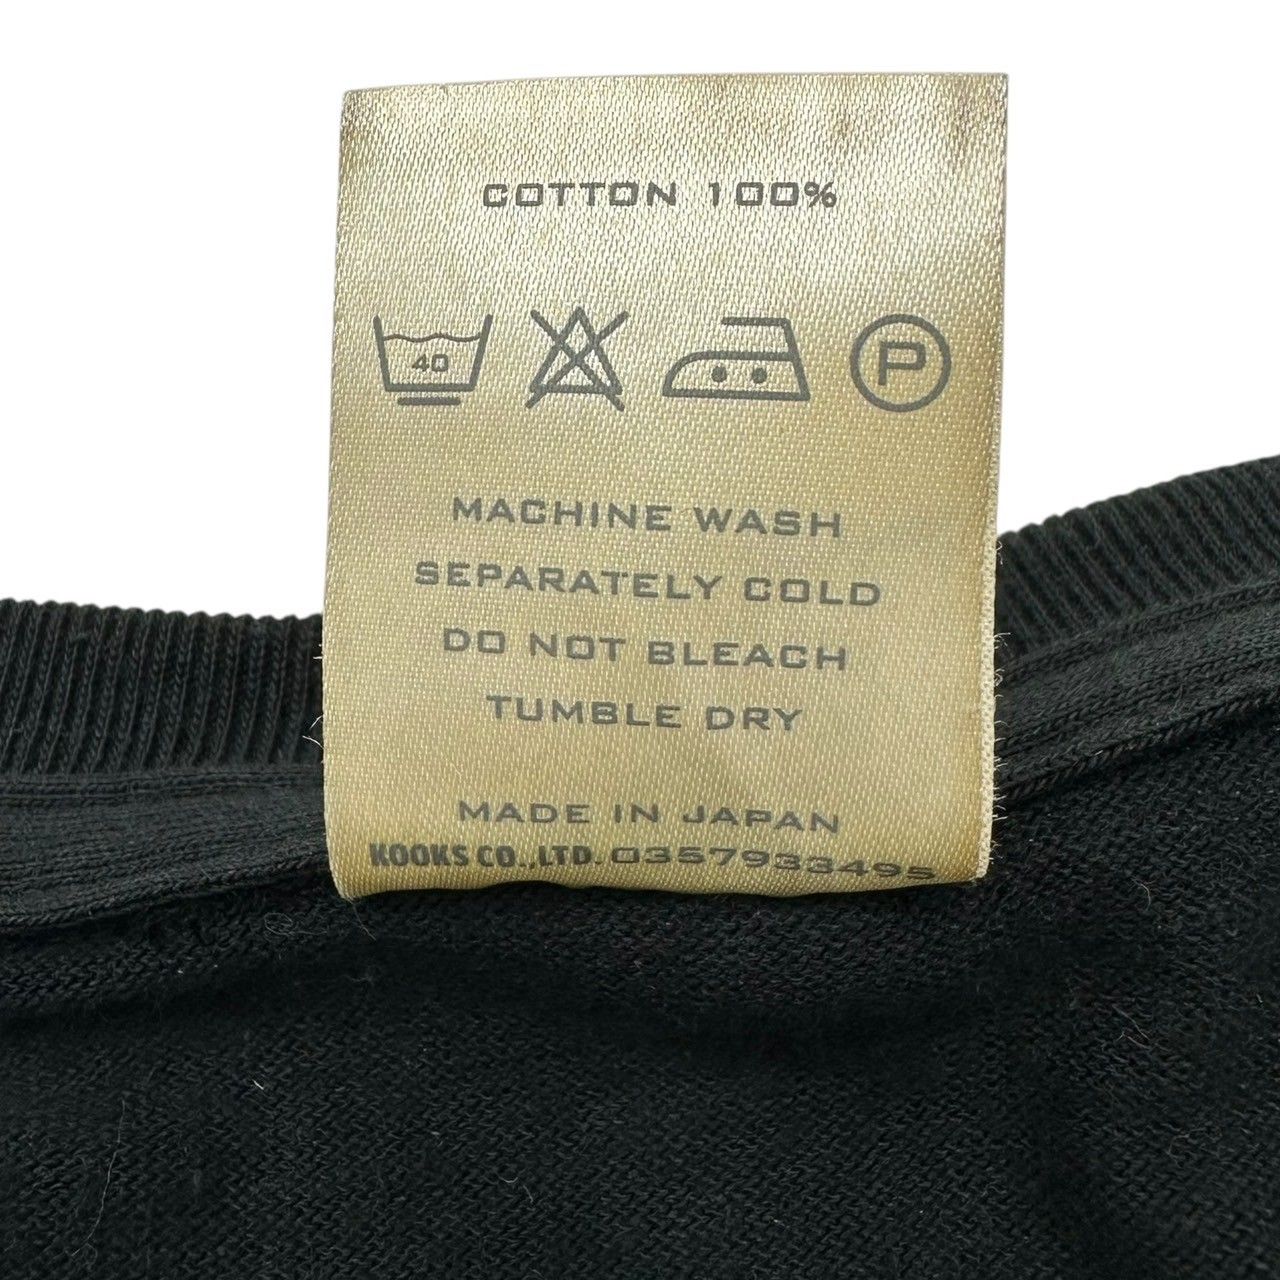 COTTON 100%
40 P
MACHINE WASH
SEPARATELY COLD
DO NOT BLEACH
TUMBLE DRY
MADE IN JAPAN
KOOKS CO.,LTD. 0357933495